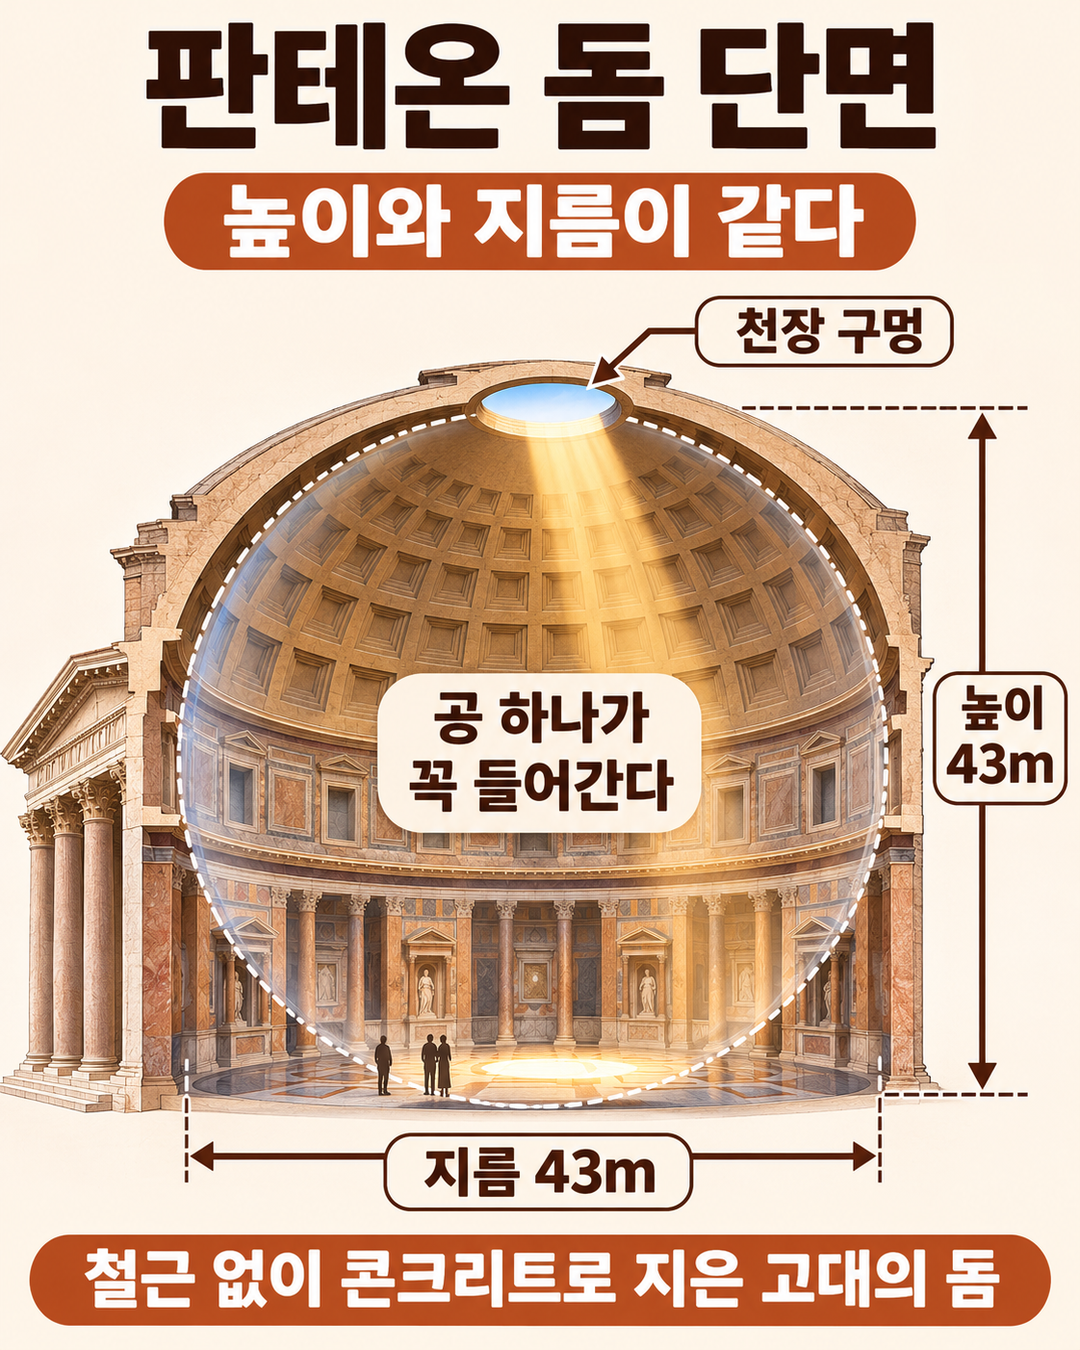 판테온 돔 단면
높이와 지름이 같다
천장 구멍
공 하나가
꼭 들어간다
높이
43m
지름 43m
철근 없이 콘크리트로 지은 고대의 돔